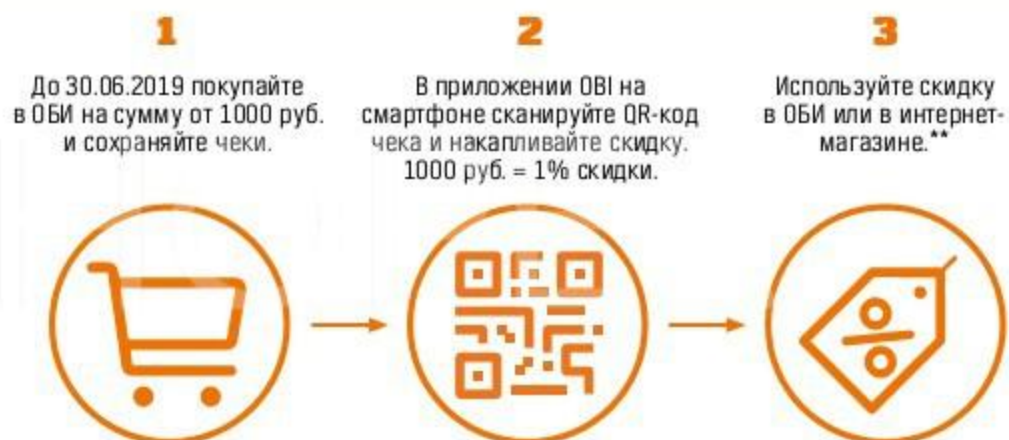 1
До 30.06.2019 покупайте
в ОБИ на сумму от 1000 руб.
и сохраняйте чеки.
2
В приложении OBI на
смартфоне сканируйте QR-код
чека и накапливайте скидку.
1000 руб. = 1% скидки.
3
Используйте скидку
в ОБИ или в интернет-
магазине.**
%